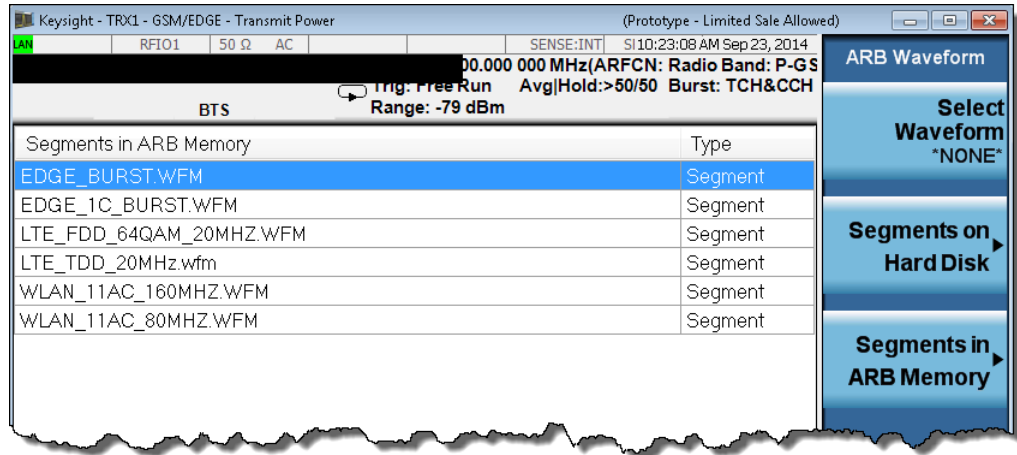 Keysight - TRX1 - GSM/EDGE - Transmit Power (Prototype - Limited Sale Allowed)
LAN RFIO1 50 Ω AC SENSE:INT 10:23:08 AM Sep 23, 2014
00.000 000 MHz(ARFCN: Radio Band: P-GS
Trig: Free Run Avg|Hold:>50/50 Burst: TCH&CCH
BTS Range: -79 dBm
Segments in ARB Memory Type
EDGE_BURST.WFM Segment
EDGE_1C_BURST.WFM Segment
LTE_FDD_64QAM_20MHZ.WFM Segment
LTE_TDD_20MHz.wfm Segment
WLAN_11AC_160MHZ.WFM Segment
WLAN_11AC_80MHZ.WFM Segment
ARB Waveform
Select
Waveform
*NONE*
Segments on
Hard Disk
Segments in
ARB Memory